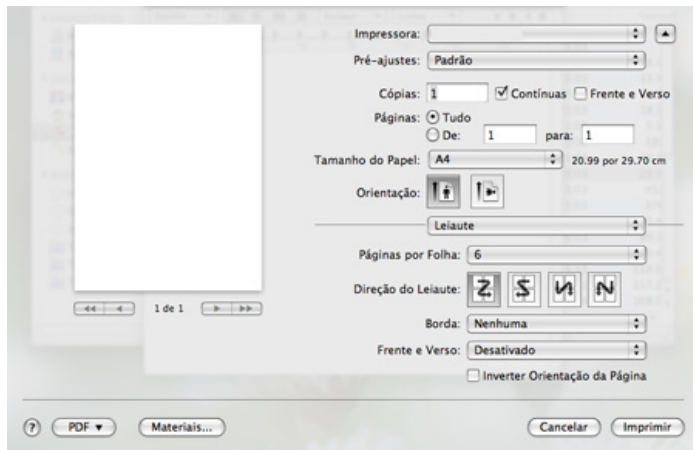 Impressora:
Pré-ajustes: Padrão
Cópias: 1 Contínuas Frente e Verso
Páginas: Tudo
De: 1 para: 1
Tamanho do Papel: A4 20.99 por 29.70 cm
Orientação:
Leiaute
Páginas por Folha: 6
Direção do Leiaute:
Borda: Nenhuma
Frente e Verso: Desativado
Inverter Orientação da Página
1 de 1
? PDF Materiais... Cancelar Imprimir